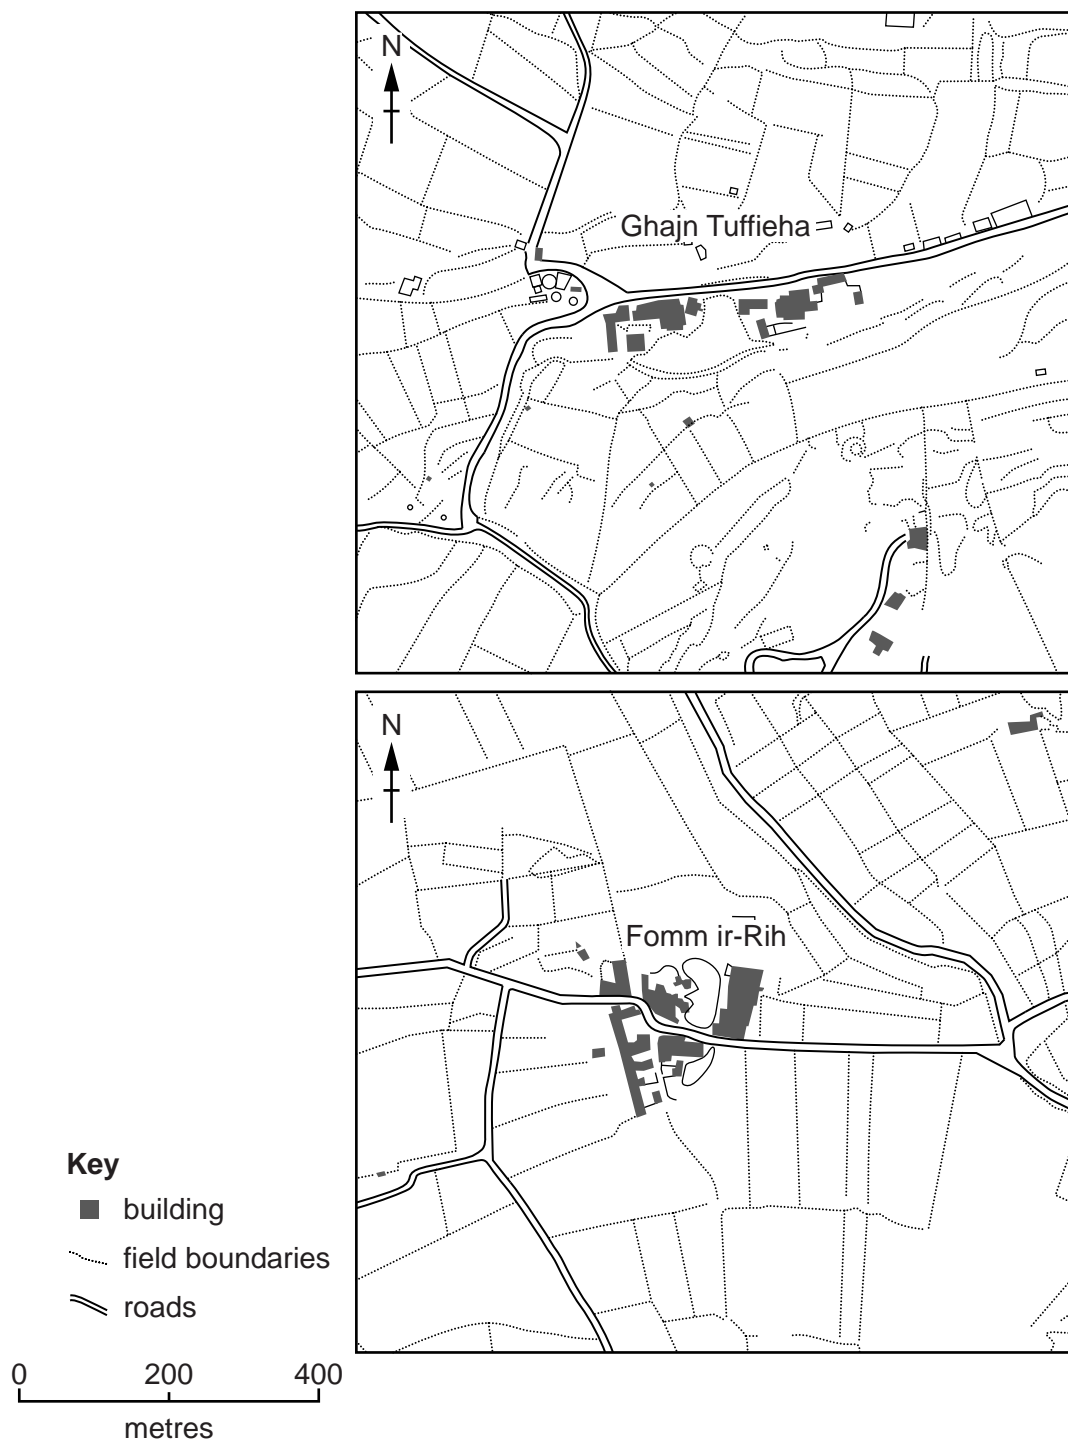 N
Ghajn Tuffieha
N
Fomm ir-Rih
Key
building
field boundaries
roads
0 200 400
metres